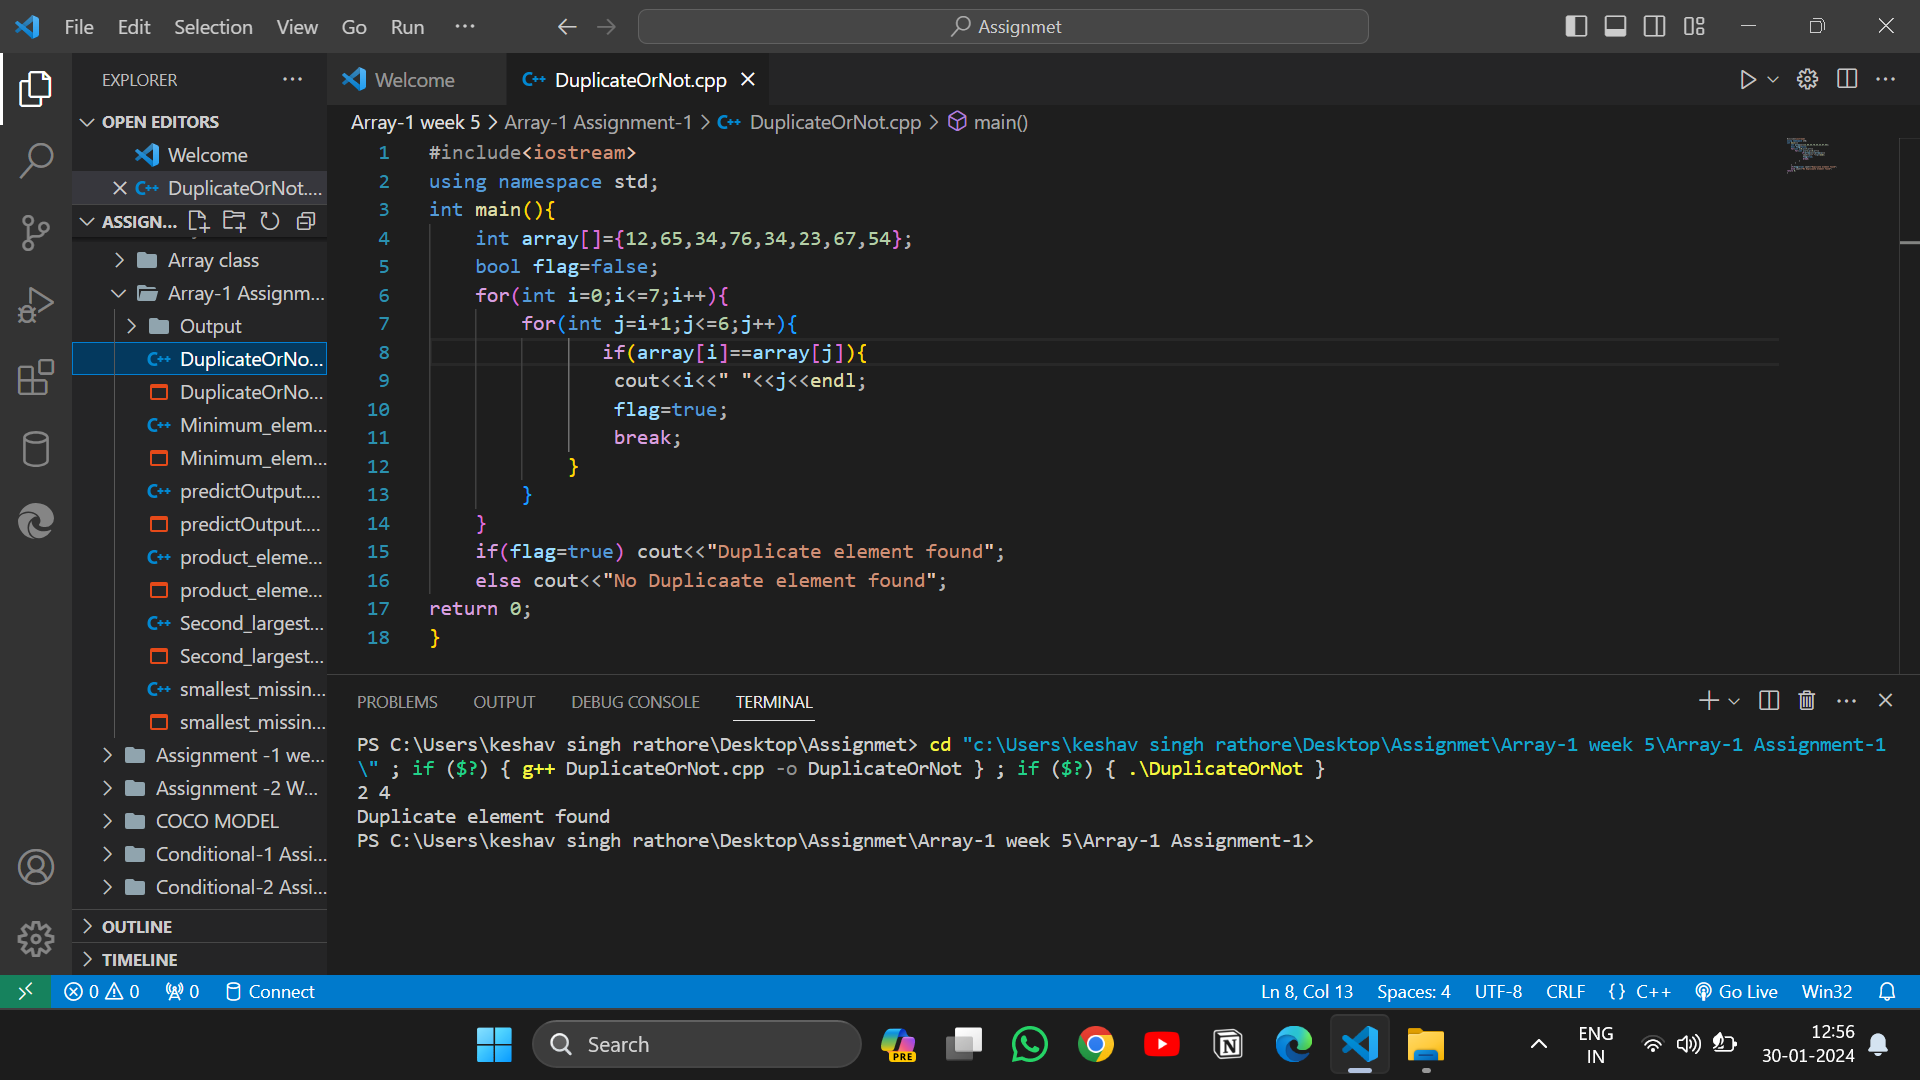 File Edit Selection View Go Run ···
Assignmet
EXPLORER ···
OPEN EDITORS
Welcome
DuplicateOrNot....
ASSIGN...
Array class
Array-1 Assignm...
Output
DuplicateOrNo...
DuplicateOrNo...
Minimum_elem...
Minimum_elem...
predictOutput....
predictOutput....
product_eleme...
product_eleme...
Second_largest...
Second_largest...
smallest_missin...
smallest_missin...
Assignment -1 we...
Assignment -2 W...
COCO MODEL
Conditional-1 Assi...
Conditional-2 Assi...
OUTLINE
TIMELINE
Welcome
C++ DuplicateOrNot.cpp
Array-1 week 5 > Array-1 Assignment-1 > C++ DuplicateOrNot.cpp > main()
1 #include<iostream>
2 using namespace std;
3 int main(){
4 int array[]={12,65,34,76,34,23,67,54};
5 bool flag=false;
6 for(int i=0;i<=7;i++){
7 for(int j=i+1;j<=6;j++){
8 if(array[i]==array[j]){
9 cout<<i<<" "<<j<<endl;
10 flag=true;
11 break;
12 }
13 }
14 }
15 if(flag=true) cout<<"Duplicate element found";
16 else cout<<"No Duplicaate element found";
17 return 0;
18 }
PROBLEMS OUTPUT DEBUG CONSOLE TERMINAL
PS C:\Users\keshav singh rathore\Desktop\Assignmet> cd "c:\Users\keshav singh rathore\Desktop\Assignmet\Array-1 week 5\Array-1 Assignment-1
\" ; if ($?) { g++ DuplicateOrNot.cpp -o DuplicateOrNot } ; if ($?) { .\DuplicateOrNot }
2 4
Duplicate element found
PS C:\Users\keshav singh rathore\Desktop\Assignmet\Array-1 week 5\Array-1 Assignment-1>
0 0 0 Connect
Ln 8, Col 13 Spaces: 4 UTF-8 CRLF {} C++ Go Live Win32
Search
PRE
ENG
IN
12:56
30-01-2024